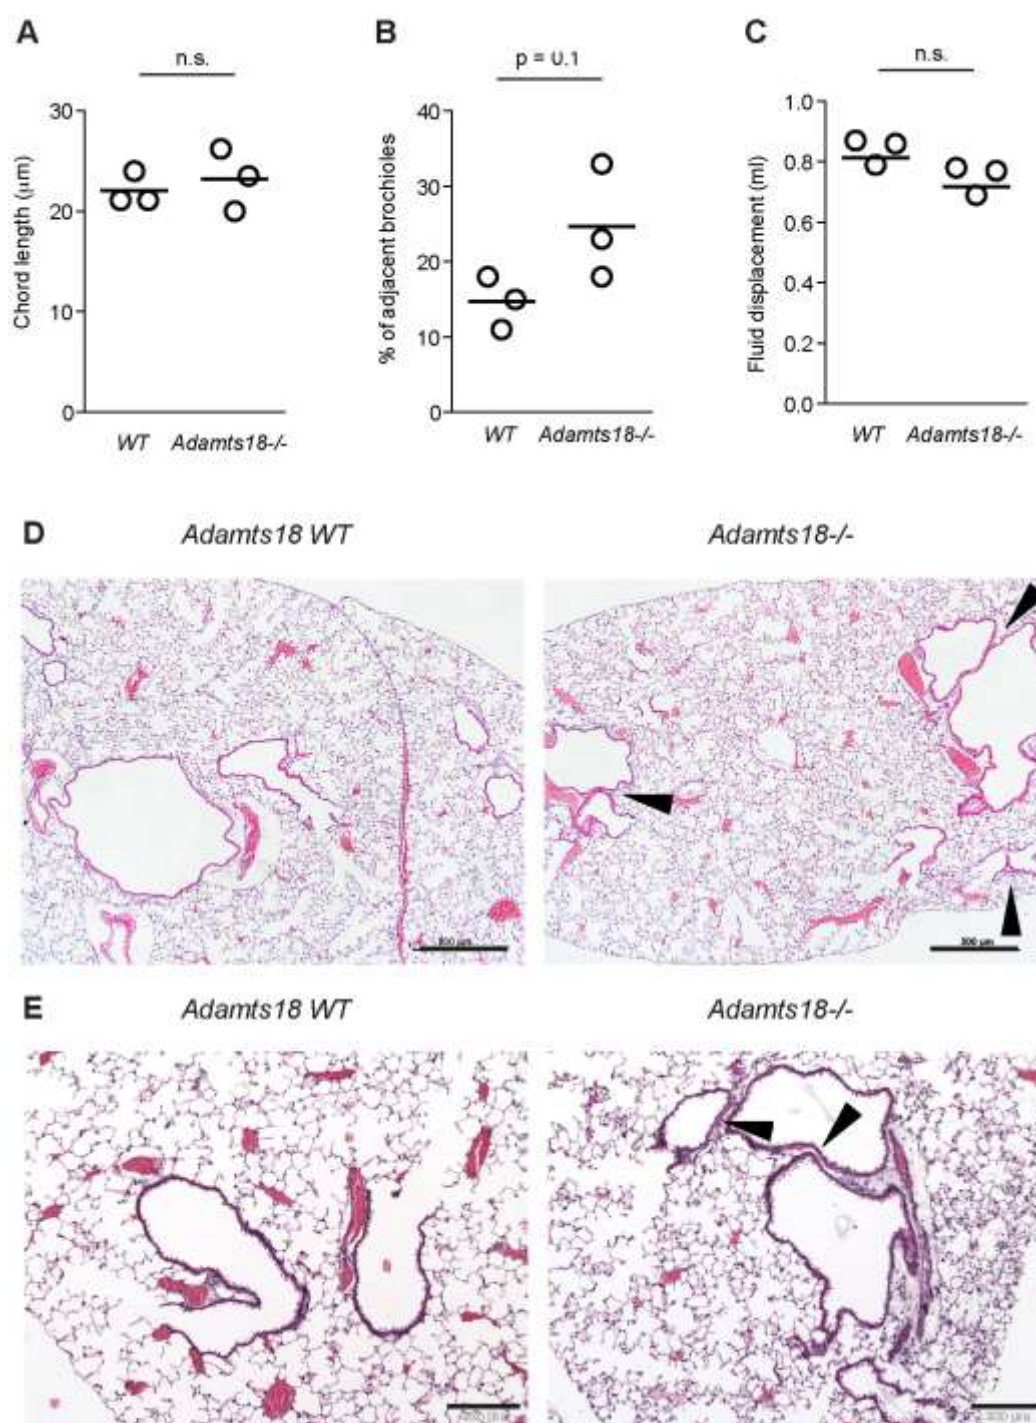 A
B
C
n.s.
p = 0.1
n.s.
Chord length (μm)
30
20
10
0
WT Adamts18-/-
% of adjacent brochioles
40
30
20
10
0
WT Adamts18-/-
Fluid displacement (ml)
1.0
0.8
0.6
0.4
0.2
0.0
WT Adamts18-/-
D
Adamts18 WT
Adamts18-/-
500 μm
E
Adamts18 WT
Adamts18-/-